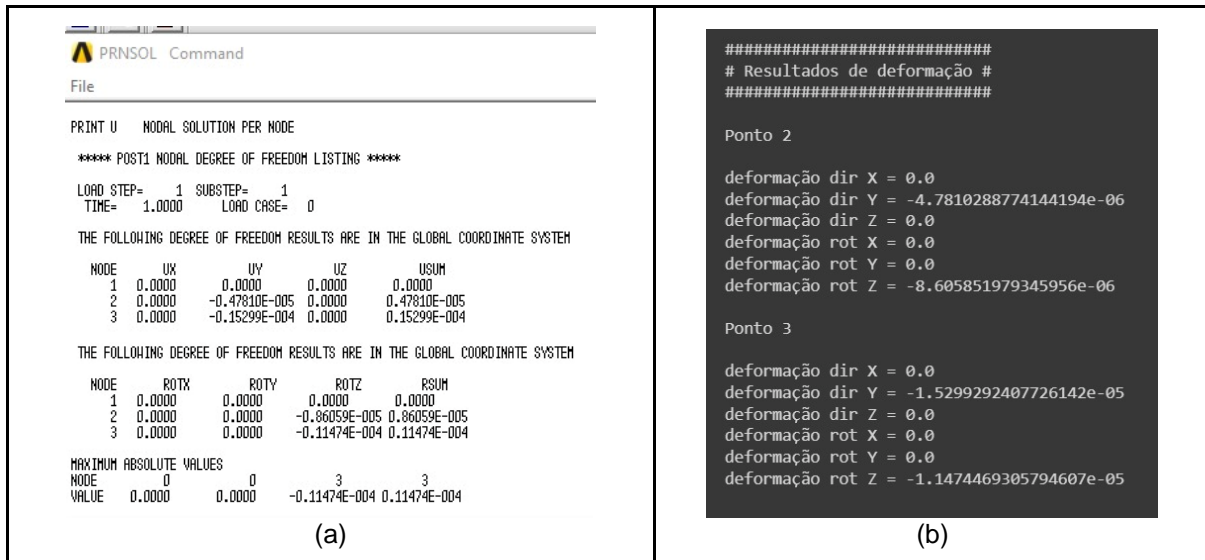 PRNSOL Command
File
PRINT U NODAL SOLUTION PER NODE
***** POST1 NODAL DEGREE OF FREEDOM LISTING *****
LOAD STEP= 1 SUBSTEP= 1
TIME= 1.0000 LOAD CASE= 0
THE FOLLOWING DEGREE OF FREEDOM RESULTS ARE IN THE GLOBAL COORDINATE SYSTEM
NODE UX UY UZ USUM
1 0.0000 0.0000 0.0000 0.0000
2 0.0000 -0.47810E-005 0.0000 0.47810E-005
3 0.0000 -0.15299E-004 0.0000 0.15299E-004
THE FOLLOWING DEGREE OF FREEDOM RESULTS ARE IN THE GLOBAL COORDINATE SYSTEM
NODE ROTX ROTY ROTZ RSUM
1 0.0000 0.0000 0.0000 0.0000
2 0.0000 0.0000 -0.86059E-005 0.86059E-005
3 0.0000 0.0000 -0.11474E-004 0.11474E-004
MAXIMUM ABSOLUTE VALUES
NODE 0 0 3 3
VALUE 0.0000 0.0000 -0.11474E-004 0.11474E-004
(a)
############################
# Resultados de deformação #
############################
Ponto 2
deformação dir X = 0.0
deformação dir Y = -4.7810288774144194e-06
deformação dir Z = 0.0
deformação rot X = 0.0
deformação rot Y = 0.0
deformação rot Z = -8.605851979345956e-06
Ponto 3
deformação dir X = 0.0
deformação dir Y = -1.5299292407726142e-05
deformação dir Z = 0.0
deformação rot X = 0.0
deformação rot Y = 0.0
deformação rot Z = -1.1474469305794607e-05
(b)